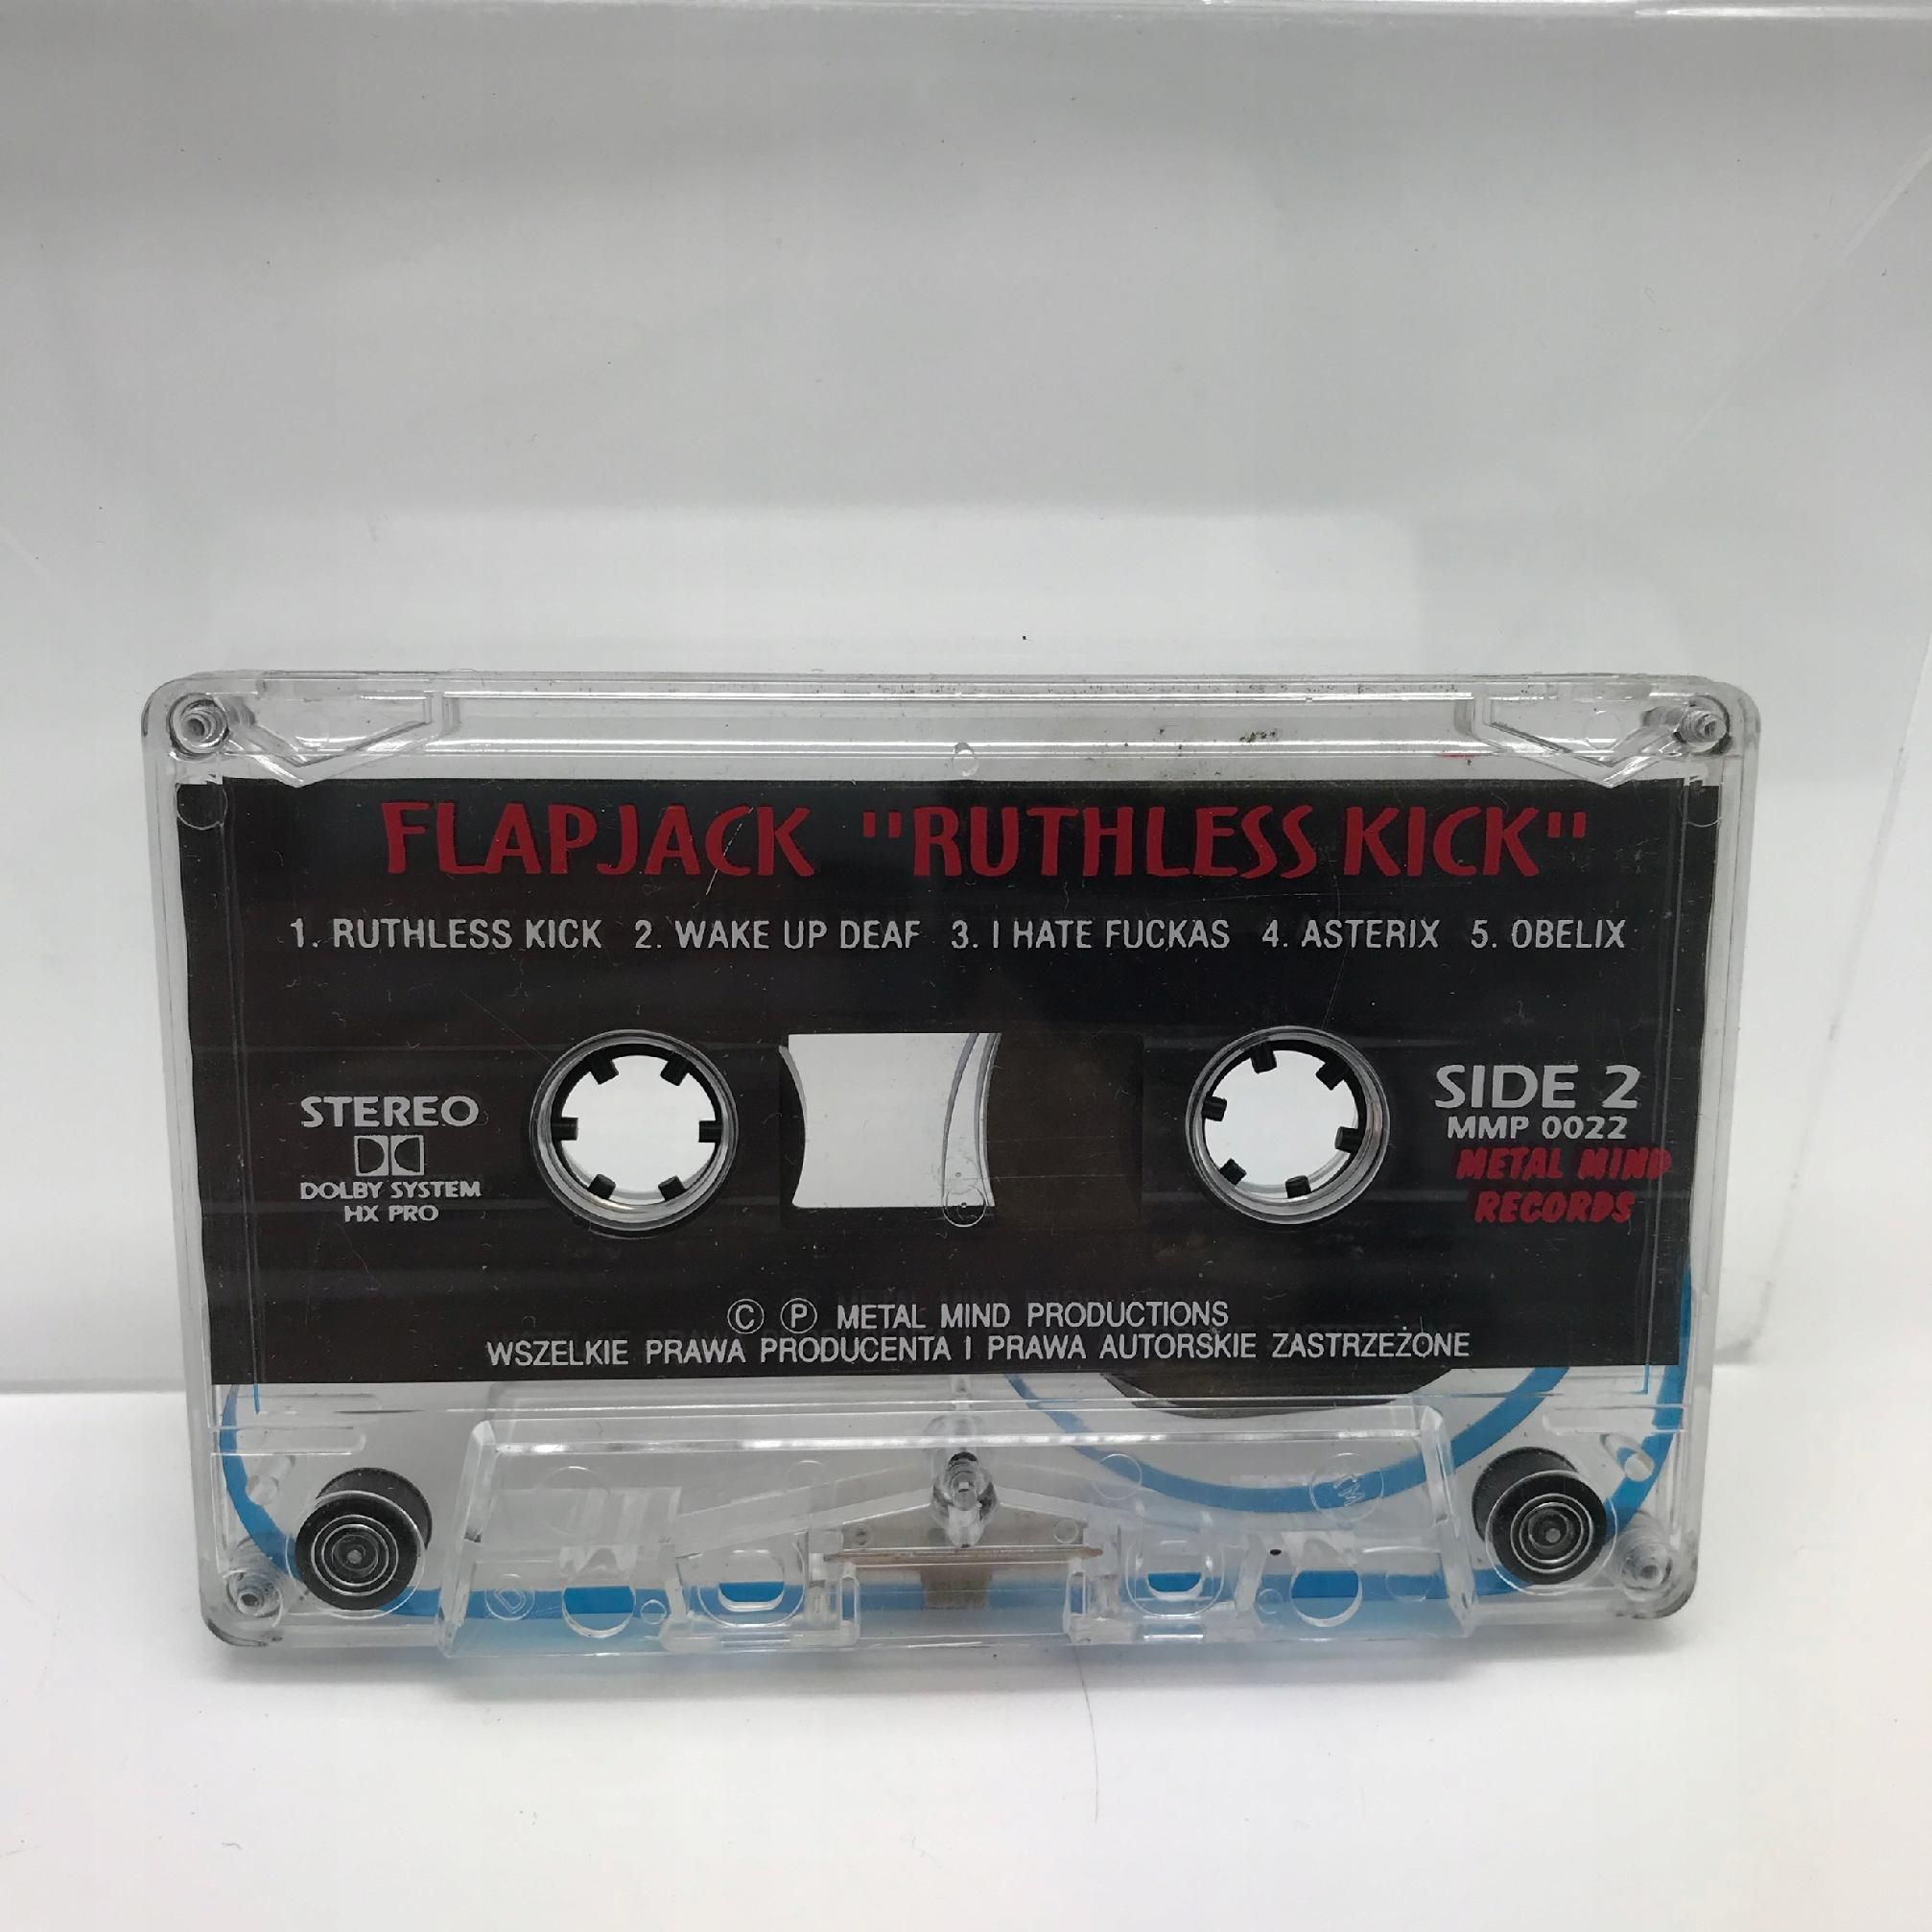 FLAPJACK "RUTHLESS KICK"
1. RUTHLESS KICK 2. WAKE UP DEAF 3. I HATE FUCKAS 4. ASTERIX 5. OBELIX
STEREO
DOLBY SYSTEM
HX PRO
SIDE 2
MMP 0022
METAL MIND
RECORDS
© ℗ METAL MIND PRODUCTIONS
WSZELKIE PRAWA PRODUCENTA I PRAWA AUTORSKIE ZASTRZEŻONE